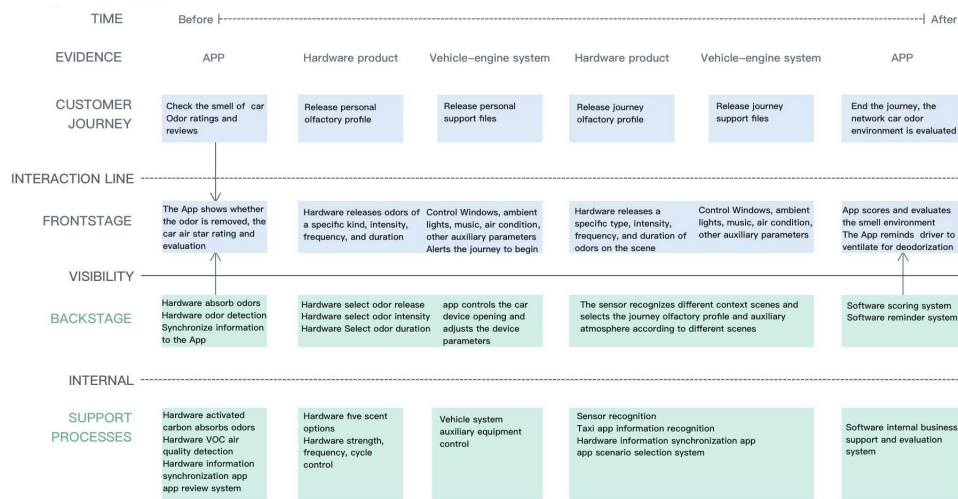 TIME
Before
After
EVIDENCE
APP
Hardware product
Vehicle-engine system
Hardware product
Vehicle-engine system
APP
CUSTOMER
JOURNEY
Check the smell of car
Odor ratings and
reviews
Release personal
olfactory profile
Release personal
support files
Release journey
olfactory profile
Release journey
support files
End the journey, the
network car odor
environment is evaluated
INTERACTION LINE
FRONTSTAGE
The App shows whether
the odor is removed, the
car air star rating and
evaluation
Hardware releases odors of
a specific kind, intensity,
frequency, and duration
Control Windows, ambient
lights, music, air condition,
other auxiliary parameters
Alerts the journey to begin
Hardware releases a
specific type, intensity,
frequency, and duration of
odors on the scene
Control Windows, ambient
lights, music, air condition,
other auxiliary parameters
App scores and evaluates
the smell environment
The App reminds driver to
ventilate for deodorization
VISIBILITY
BACKSTAGE
Hardware absorb odors
Hardware odor detection
Synchronize information
to the App
Hardware select odor release
Hardware select odor intensity
Hardware Select odor duration
app controls the car
device opening and
adjusts the device
parameters
The sensor recognizes different context scenes and
selects the journey olfactory profile and auxiliary
atmosphere according to different scenes
Software scoring system
Software reminder system
INTERNAL
SUPPORT
PROCESSES
Hardware activated
carbon absorbs odors
Hardware VOC air
quality detection
Hardware information
synchronization app
app review system
Hardware five scent
options
Hardware strength,
frequency, cycle
control
Vehicle system
auxiliary equipment
control
Sensor recognition
Taxi app information recognition
Hardware information synchronization app
app scenario selection system
Software internal business
support and evaluation
system